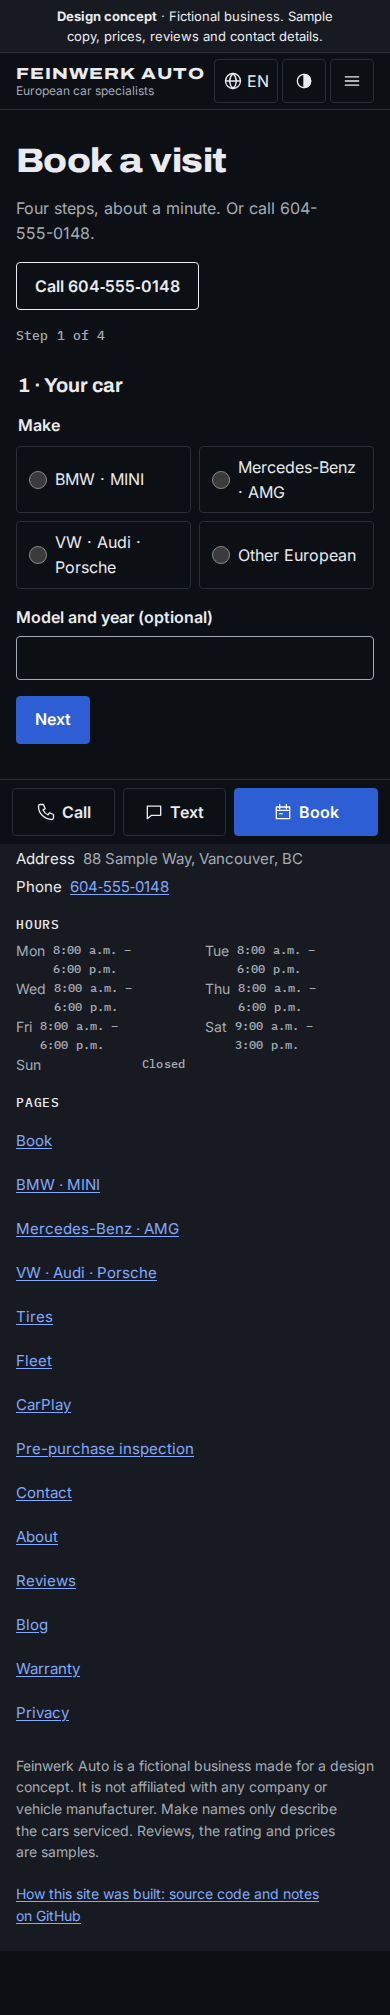 Design concept · Fictional business. Sample
copy, prices, reviews and contact details.
FEINWERK AUTO
European car specialists
EN
Book a visit
Four steps, about a minute. Or call 604-
555-0148.
Call 604-555-0148
Step 1 of 4
1 · Your car
Make
BMW · MINI
Mercedes-Benz
· AMG
VW · Audi ·
Porsche
Other European
Model and year (optional)
Next
Call
Text
Book
Address 88 Sample Way, Vancouver, BC
Phone 604-555-0148
HOURS
Mon 8:00 a.m. –
6:00 p.m.
Tue 8:00 a.m. –
6:00 p.m.
Wed 8:00 a.m. –
6:00 p.m.
Thu 8:00 a.m. –
6:00 p.m.
Fri 8:00 a.m. –
6:00 p.m.
Sat 9:00 a.m. –
3:00 p.m.
Sun Closed
PAGES
Book
BMW · MINI
Mercedes-Benz · AMG
VW · Audi · Porsche
Tires
Fleet
CarPlay
Pre-purchase inspection
Contact
About
Reviews
Blog
Warranty
Privacy
Feinwerk Auto is a fictional business made for a design
concept. It is not affiliated with any company or
vehicle manufacturer. Make names only describe
the cars serviced. Reviews, the rating and prices
are samples.
How this site was built: source code and notes
on GitHub